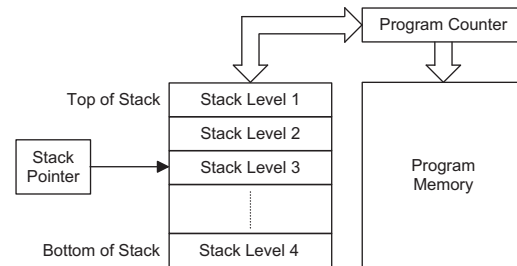 Program Counter
Top of Stack
Stack Level 1
Stack Level 2
Stack
Pointer
Stack Level 3
Program
Memory
Bottom of Stack
Stack Level 4